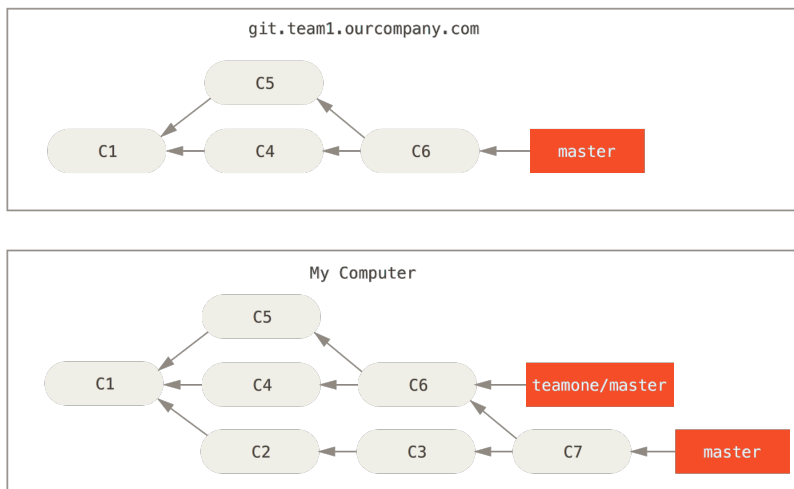 git.team1.ourcompany.com
C5
C1
C4
C6
master
My Computer
C5
C1
C4
C6
teamone/master
C2
C3
C7
master